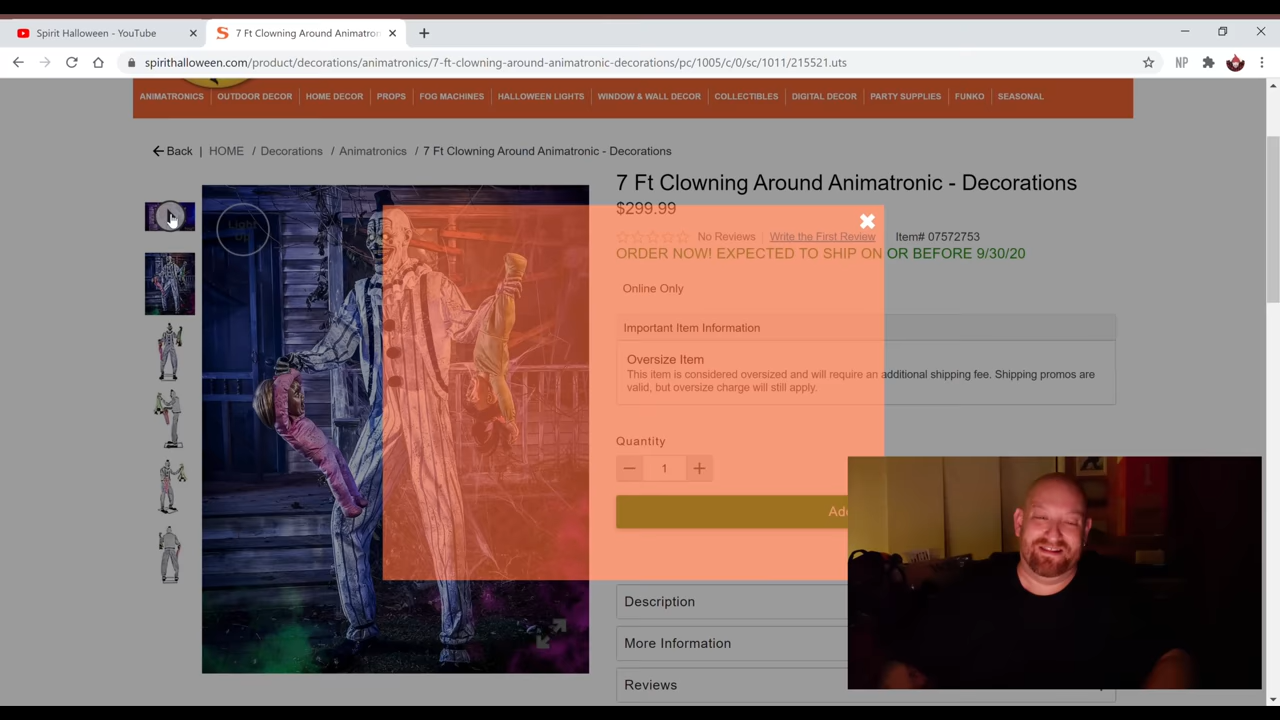 Spirit Halloween - YouTube
7 Ft Clowning Around Animatron
spirithalloween.com/product/decorations/animatronics/7-ft-clowning-around-animatronic-decorations/pc/1005/c/0/sc/1011/215521.uts
NP
ANIMATRONICS OUTDOOR DECOR HOME DECOR PROPS FOG MACHINES HALLOWEEN LIGHTS WINDOW & WALL DECOR COLLECTIBLES DIGITAL DECOR PARTY SUPPLIES FUNKO SEASONAL
Back | HOME / Decorations / Animatronics / 7 Ft Clowning Around Animatronic - Decorations
7 Ft Clowning Around Animatronic - Decorations
$299.99
Light
Up
No Reviews Write the First Review Item# 07572753
ORDER NOW! EXPECTED TO SHIP ON OR BEFORE 9/30/20
Online Only
Important Item Information
Oversize Item
This item is considered oversized and will require an additional shipping fee. Shipping promos are
valid, but oversize charge will still apply.
Quantity
1
Add
Description
More Information
Reviews